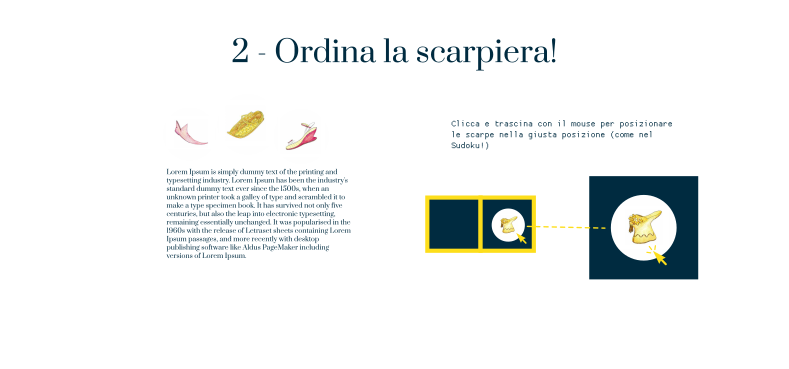 2 - Ordina la scarpiera!
Lorem Ipsum is simply dummy text of the printing and
typesetting industry. Lorem Ipsum has been the industry's
standard dummy text ever since the 1500s, when an
unknown printer took a galley of type and scrambled it to
make a type specimen book. It has survived not only five
centuries, but also the leap into electronic typesetting,
remaining essentially unchanged. It was popularised in the
1960s with the release of Letraset sheets containing Lorem
Ipsum passages, and more recently with desktop
publishing software like Aldus PageMaker including
versions of Lorem Ipsum.
Clicca e trascina con il mouse per posizionare
le scarpe nella giusta posizione (come nel
Sudoku!)